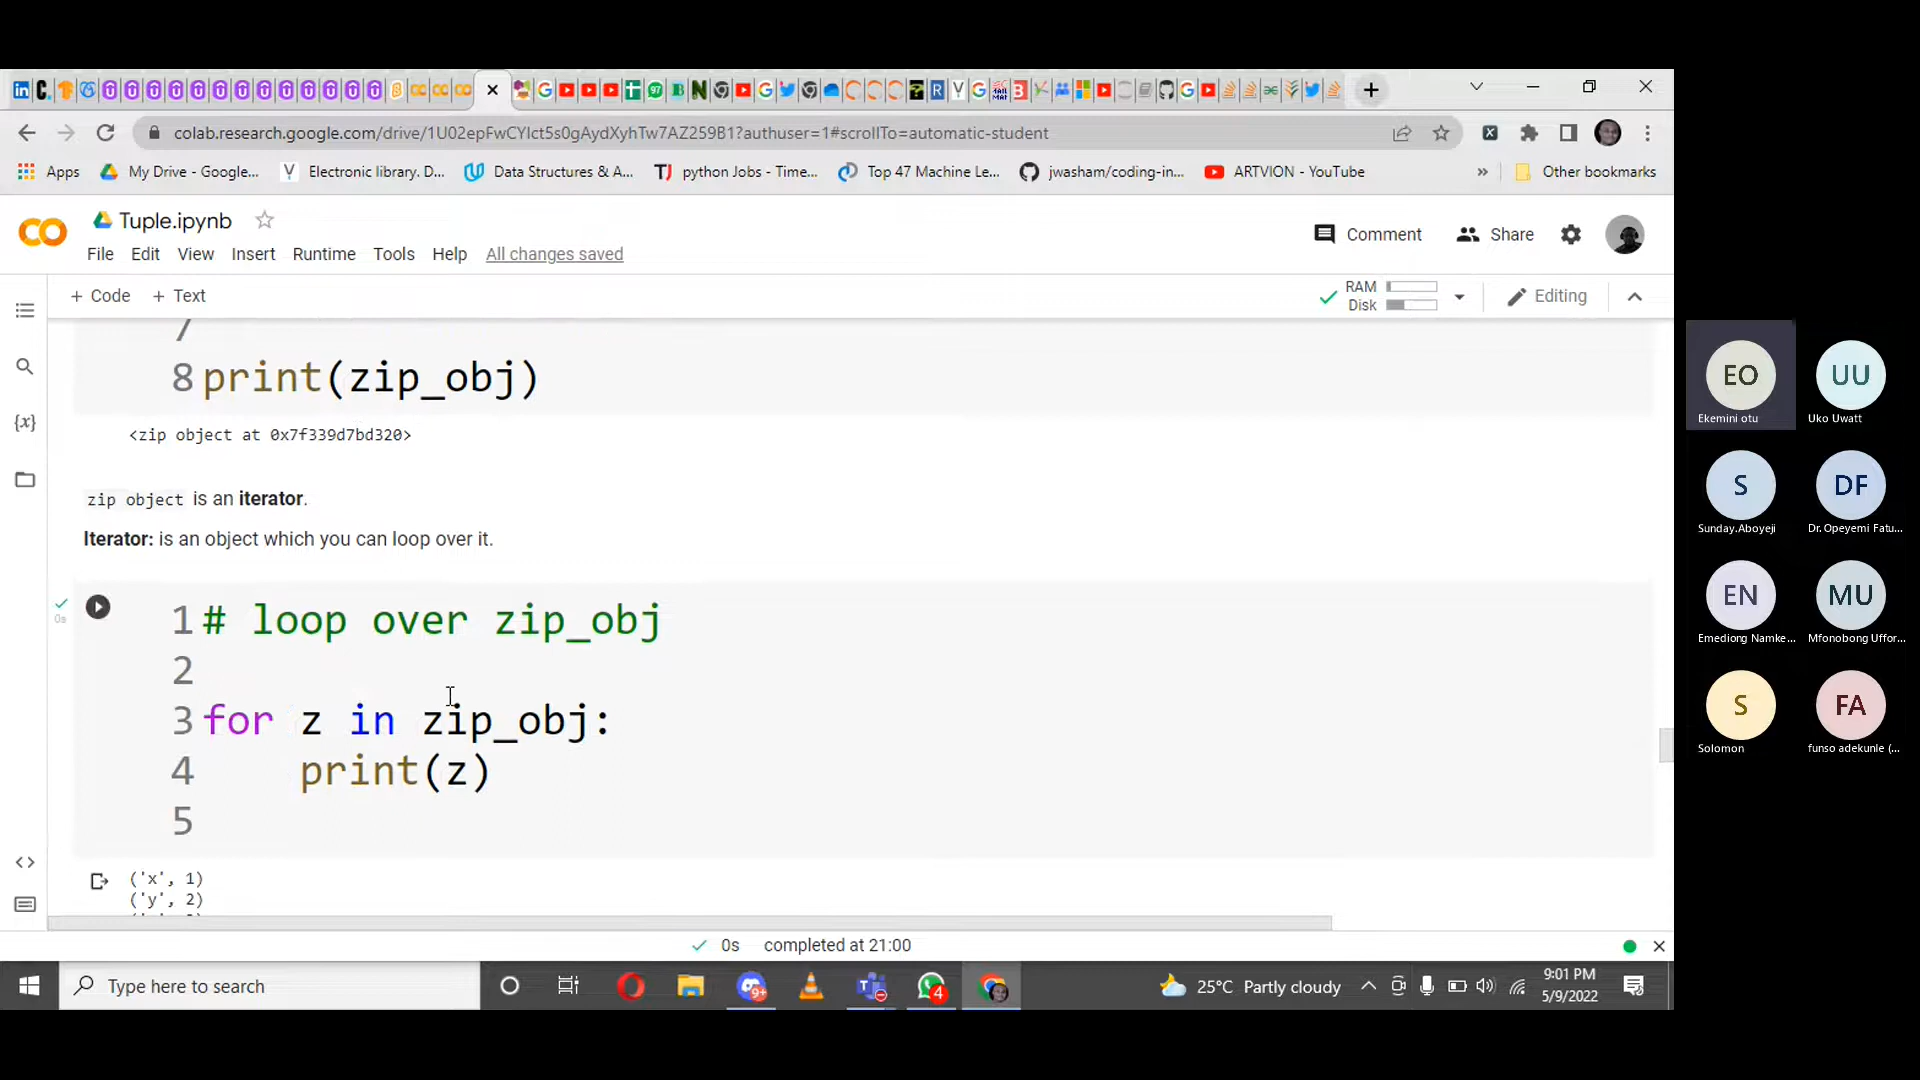 colab.research.google.com/drive/1U02epFwCYIct5s0gAydXyhTw7AZ259B1?authuser=1#scrollTo=automatic-student
Apps My Drive - Google... Electronic library. D... Data Structures & A... python Jobs - Time... Top 47 Machine Le... jwasham/coding-in... ARTVION - YouTube » Other bookmarks
Tuple.ipynb
Comment Share
File Edit View Insert Runtime Tools Help All changes saved
+ Code + Text
RAM
Disk
Editing
7
8 print(zip_obj)
<zip object at 0x7f339d7bd320>
zip object is an iterator.
Iterator: is an object which you can loop over it.
0s
1 # loop over zip_obj
2
3 for z in zip_obj:
4 print(z)
5
('x', 1)
('y', 2)
0s completed at 21:00
Type here to search
9+
4
25°C Partly cloudy
9:01 PM
5/9/2022
EO
Ekemini otu
UU
Uko Uwatt
S
Sunday.Aboyeji
DF
Dr. Opeyemi Fatu...
EN
Emediong Namke...
MU
Mfonobong Uffor...
S
Solomon
FA
funso adekunle (...